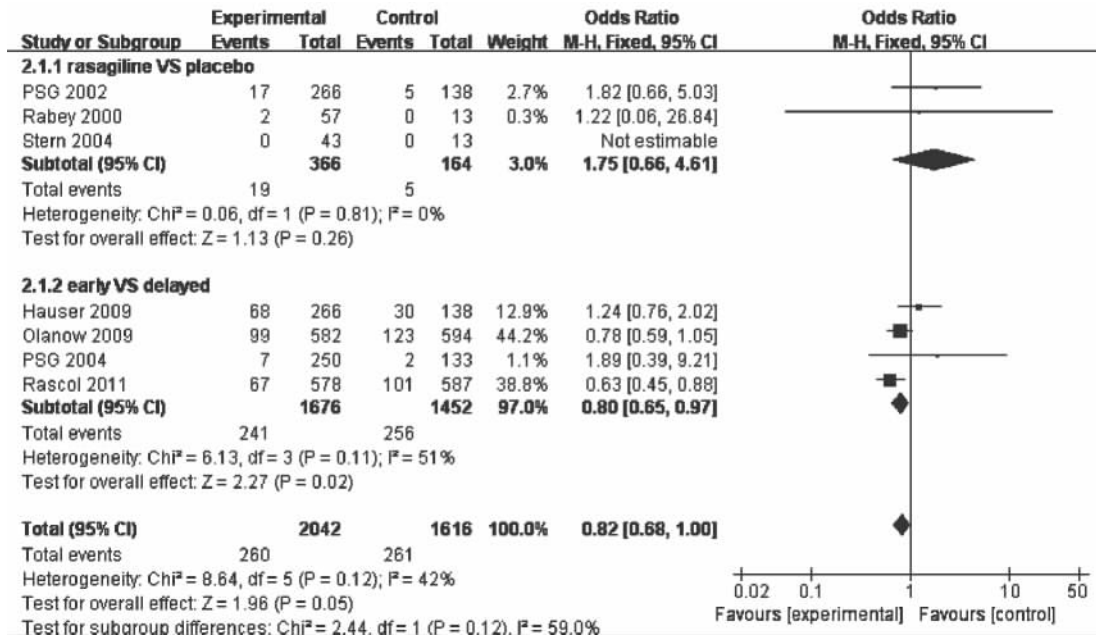 Experimental Control Odds Ratio Odds Ratio
Study or Subgroup Events Total Events Total Weight M-H, Fixed, 95% CI M-H, Fixed, 95% CI
2.1.1 rasagiline VS placebo
PSG 2002 17 266 5 138 2.7% 1.82 [0.66, 5.03]
Rabey 2000 2 57 0 13 0.3% 1.22 [0.06, 26.84]
Stern 2004 0 43 0 13 Not estimable
Subtotal (95% CI) 366 164 3.0% 1.75 [0.66, 4.61]
Total events 19 5
Heterogeneity: Chi² = 0.06, df = 1 (P = 0.81); I² = 0%
Test for overall effect: Z = 1.13 (P = 0.26)
2.1.2 early VS delayed
Hauser 2009 68 266 30 138 12.9% 1.24 [0.76, 2.02]
Olanow 2009 99 582 123 594 44.2% 0.78 [0.59, 1.05]
PSG 2004 7 250 2 133 1.1% 1.89 [0.39, 9.21]
Rascol 2011 67 578 101 587 38.8% 0.63 [0.45, 0.88]
Subtotal (95% CI) 1676 1452 97.0% 0.80 [0.65, 0.97]
Total events 241 256
Heterogeneity: Chi² = 6.13, df = 3 (P = 0.11); I² = 51%
Test for overall effect: Z = 2.27 (P = 0.02)
Total (95% CI) 2042 1616 100.0% 0.82 [0.68, 1.00]
Total events 260 261
Heterogeneity: Chi² = 8.64, df = 5 (P = 0.12); I² = 42%
Test for overall effect: Z = 1.96 (P = 0.05)
Test for subgroup differences: Chi² = 2.44, df = 1 (P = 0.12), I² = 59.0%
0.02 0.1 1 10 50
Favours [experimental] Favours [control]